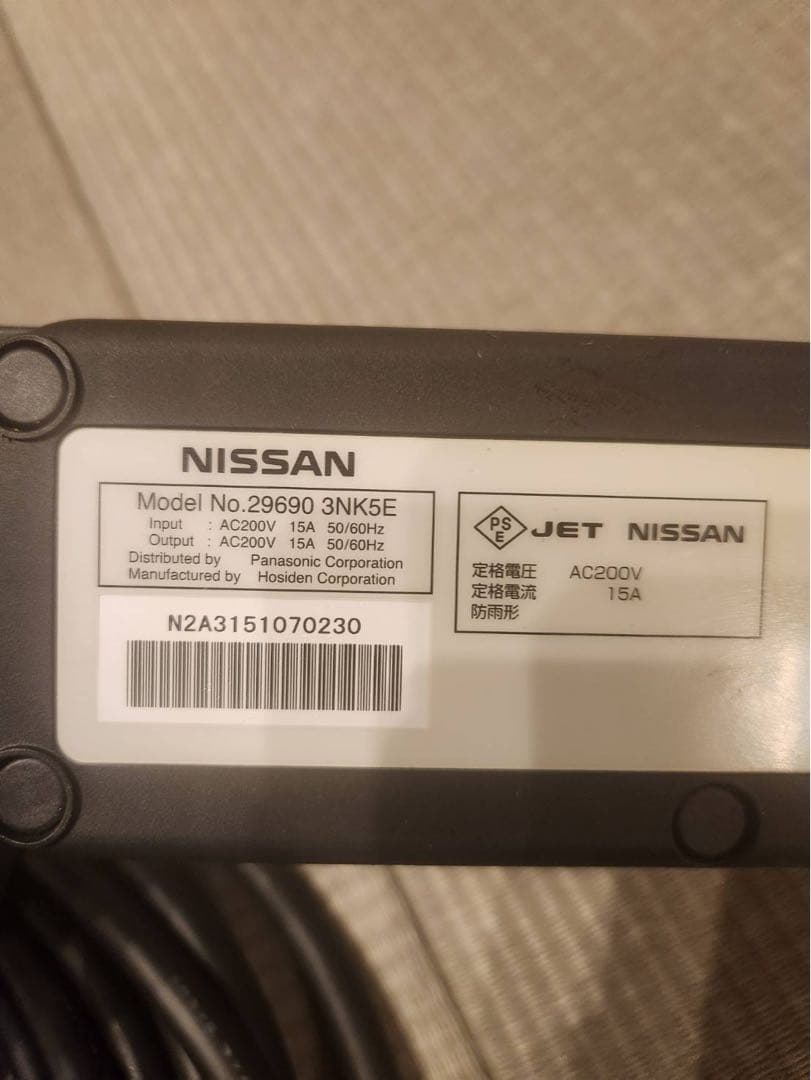 NISSAN
Model No.29690 3NK5E
Input : AC200V 15A 50/60Hz
Output : AC200V 15A 50/60Hz
Distributed by Panasonic Corporation
Manufactured by Hosiden Corporation
N2A3151070230
PS
E
JET NISSAN
定格電圧 AC200V
定格電流 15A
防雨形